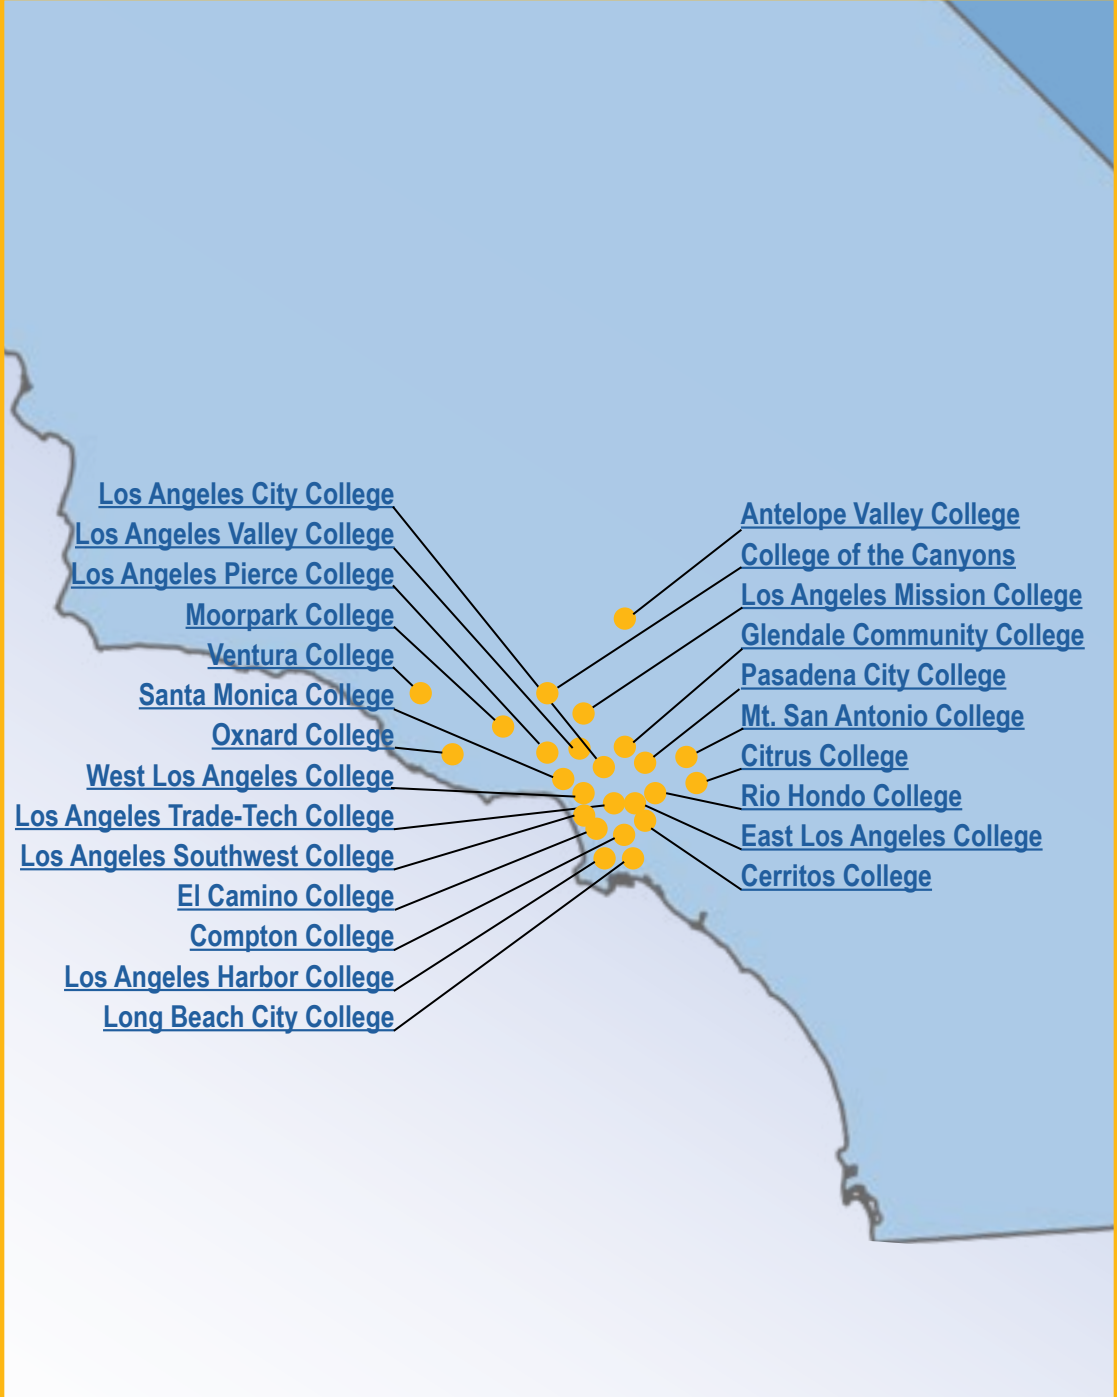 Los Angeles City College
Los Angeles Valley College
Los Angeles Pierce College
Moorpark College
Ventura College
Santa Monica College
Oxnard College
West Los Angeles College
Los Angeles Trade-Tech College
Los Angeles Southwest College
El Camino College
Compton College
Los Angeles Harbor College
Long Beach City College
Antelope Valley College
College of the Canyons
Los Angeles Mission College
Glendale Community College
Pasadena City College
Mt. San Antonio College
Citrus College
Rio Hondo College
East Los Angeles College
Cerritos College